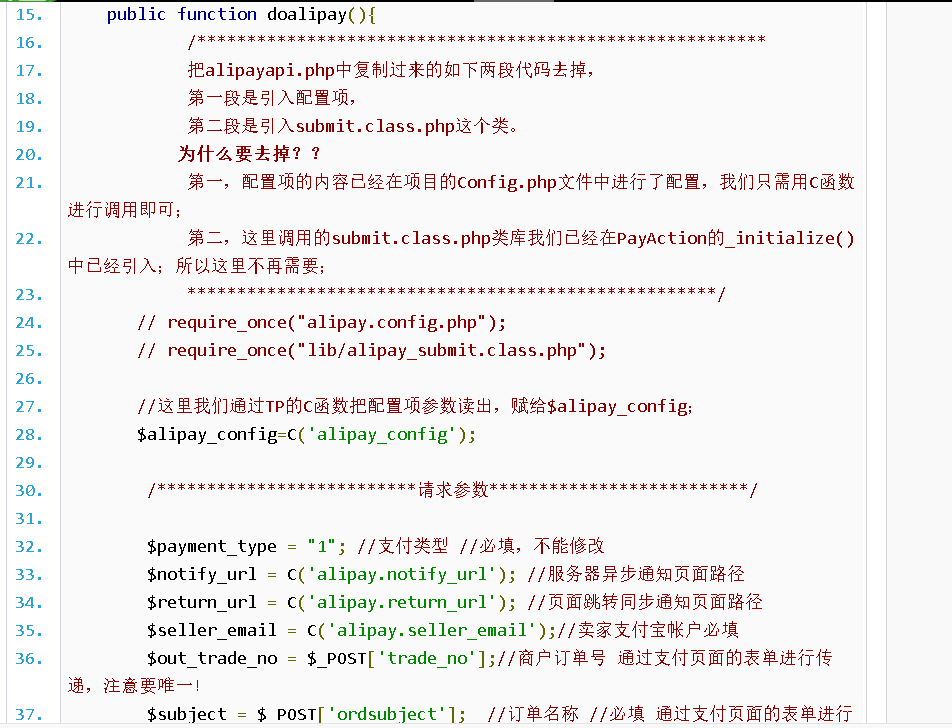 15. public function doalipay(){
16. /*********************************************************
17. 把alipayapi.php中复制过来的如下两段代码去掉，
18. 第一段是引入配置项，
19. 第二段是引入submit.class.php这个类。
20. 为什么要去掉？？
21. 第一，配置项的内容已经在项目的Config.php文件中进行了配置，我们只需用C函数
进行调用即可；
22. 第二，这里调用的submit.class.php类库我们已经在PayAction的_initialize()
中已经引入；所以这里不再需要；
23. *****************************************************/
24. // require_once("alipay.config.php");
25. // require_once("lib/alipay_submit.class.php");
26.
27. //这里我们通过TP的C函数把配置项参数读出，赋给$alipay_config；
28. $alipay_config=C('alipay_config');
29.
30. /**************************请求参数**************************/
31.
32. $payment_type = "1"; //支付类型 //必填，不能修改
33. $notify_url = C('alipay.notify_url'); //服务器异步通知页面路径
34. $return_url = C('alipay.return_url'); //页面跳转同步通知页面路径
35. $seller_email = C('alipay.seller_email');//卖家支付宝帐户必填
36. $out_trade_no = $_POST['trade_no'];//商户订单号 通过支付页面的表单进行传
递，注意要唯一！
37. $subject = $_POST['ordsubject']; //订单名称 //必填 通过支付页面的表单进行